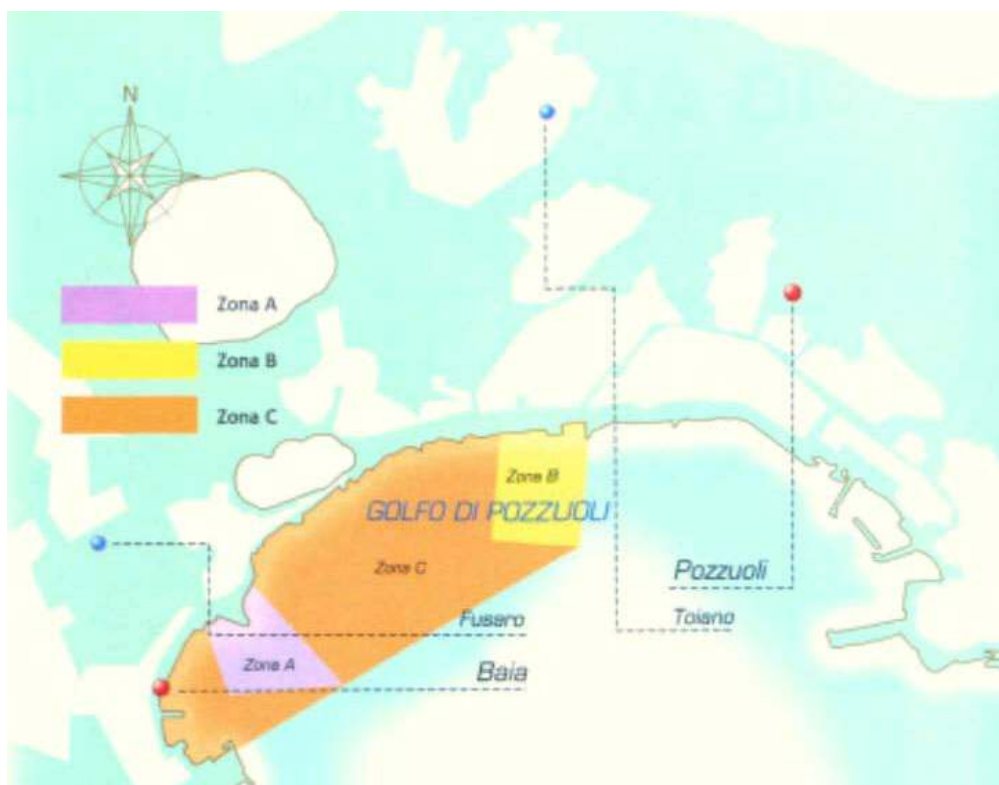 N
Zona A
Zona B
Zona C
Zona B
GOLFO DI POZZUOLI
Zona C
Pozzuoli
Fusaro
Toiano
Zona A
Baia